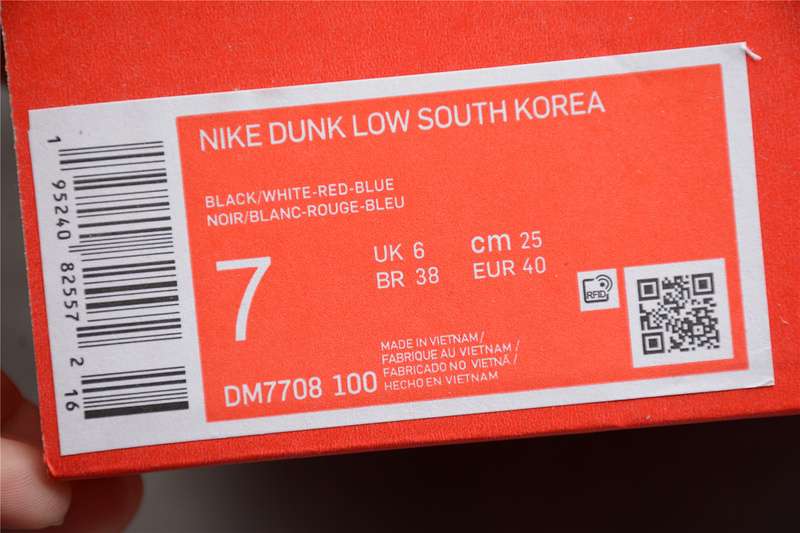 NIKE DUNK LOW SOUTH KOREA
BLACK/WHITE-RED-BLUE
NOIR/BLANC-ROUGE-BLEU
7
UK 6
cm 25
BR 38
EUR 40
RFID
MADE IN VIETNAM/
FABRIQUE AU VIETNAM/
FABRICADO NO VIETNÃ/
HECHO EN VIETNAM
DM7708 100
1 95240 82557 2 16